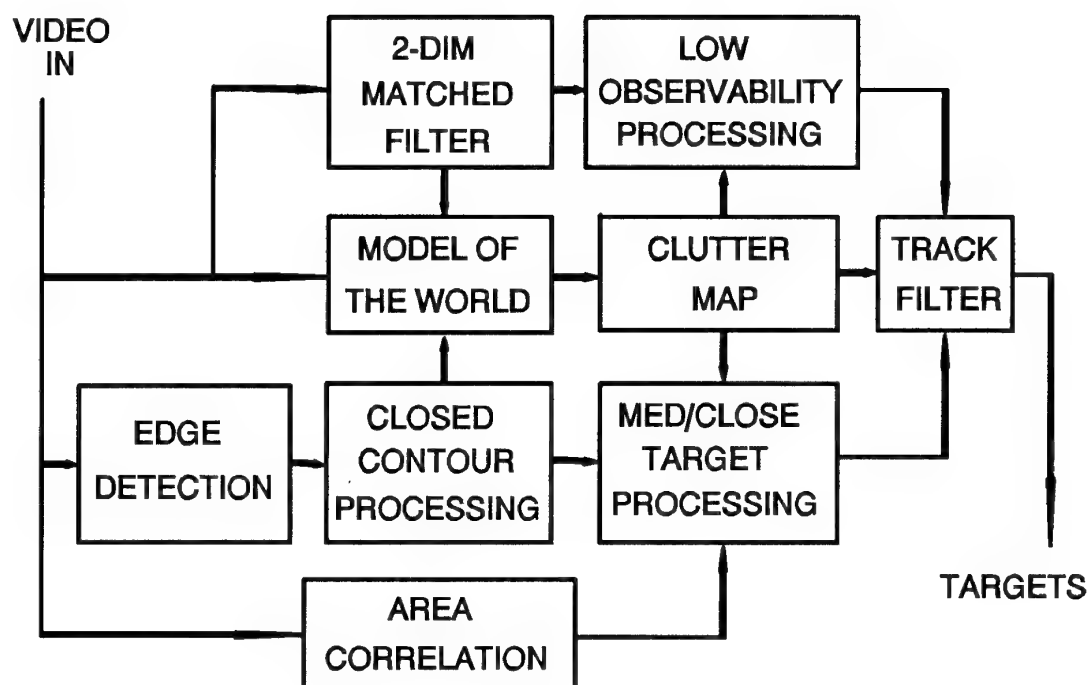 VIDEO
IN
2-DIM
MATCHED
FILTER
LOW
OBSERVABILITY
PROCESSING
MODEL OF
THE WORLD
CLUTTER
MAP
TRACK
FILTER
EDGE
DETECTION
CLOSED
CONTOUR
PROCESSING
MED/CLOSE
TARGET
PROCESSING
AREA
CORRELATION
TARGETS